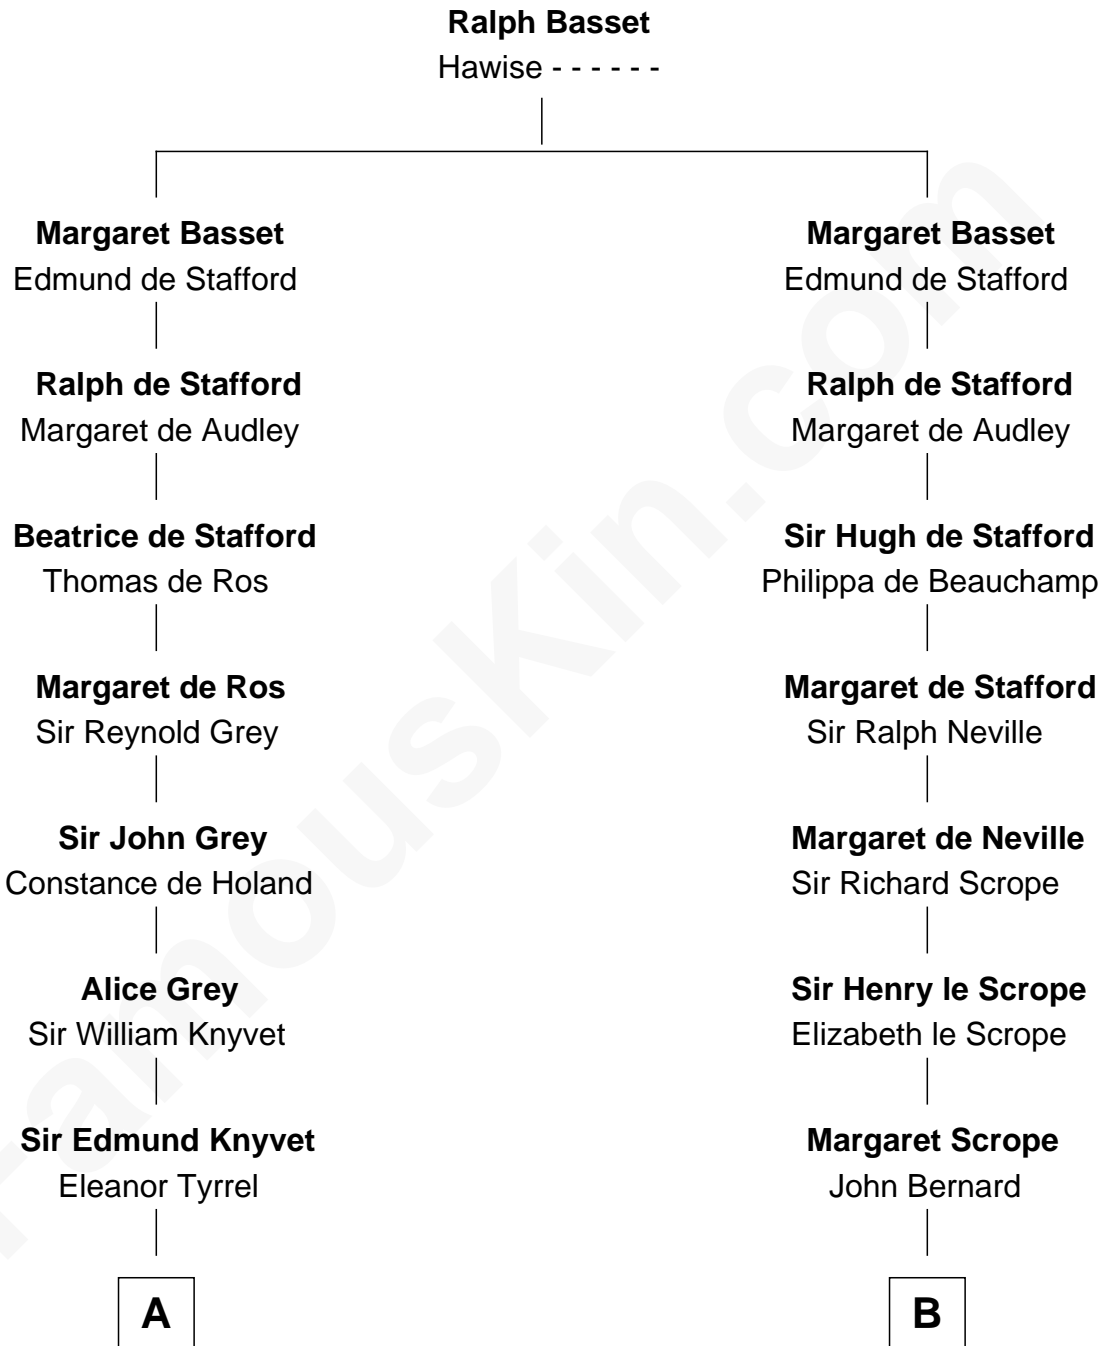 Ralph Basset
Hawise - - - - - -
Margaret Basset
Edmund de Stafford
Margaret Basset
Edmund de Stafford
Ralph de Stafford
Margaret de Audley
Ralph de Stafford
Margaret de Audley
Beatrice de Stafford
Thomas de Ros
Sir Hugh de Stafford
Philippa de Beauchamp
Margaret de Ros
Sir Reynold Grey
Margaret de Stafford
Sir Ralph Neville
Sir John Grey
Constance de Holand
Margaret de Neville
Sir Richard Scrope
Alice Grey
Sir William Knyvet
Sir Henry le Scrope
Elizabeth le Scrope
Sir Edmund Knyvet
Eleanor Tyrrel
Margaret Scrope
John Bernard
A
B
FamousKin.com